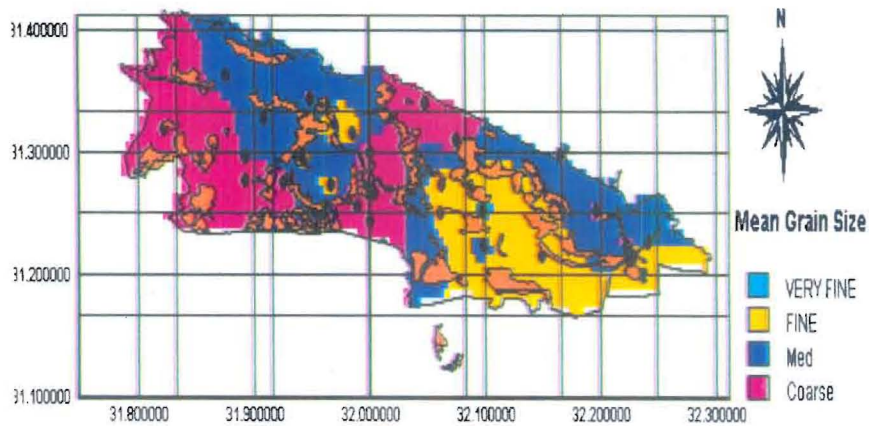 31.400000
31.300000
31.200000
31.100000
31.800000 31.900000 32.000000 32.100000 32.200000 32.300000
N
Mean Grain Size
VERY FINE
FINE
Med
Coarse